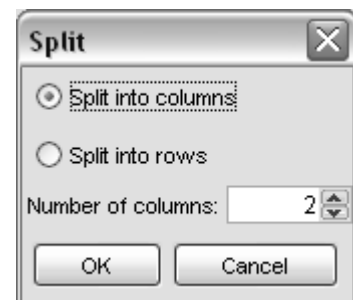 Split
Split into columns
Split into rows
Number of columns: 2
OK Cancel